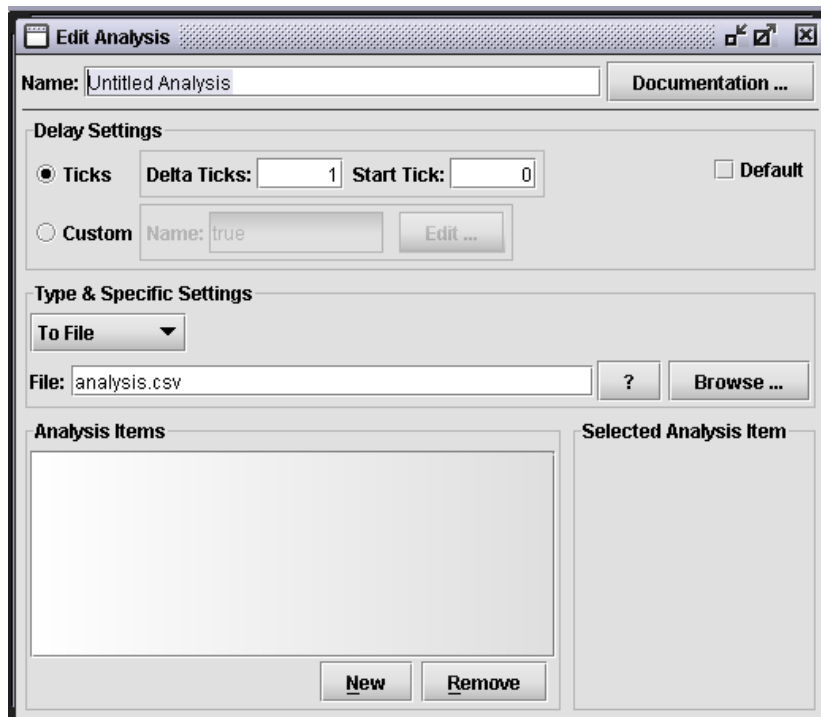 Edit Analysis
Name: Untitled Analysis Documentation ...
Delay Settings
Ticks Delta Ticks: 1 Start Tick: 0 Default
Custom Name: true Edit ...
Type & Specific Settings
To File
File: analysis.csv ? Browse ...
Analysis Items Selected Analysis Item
New Remove